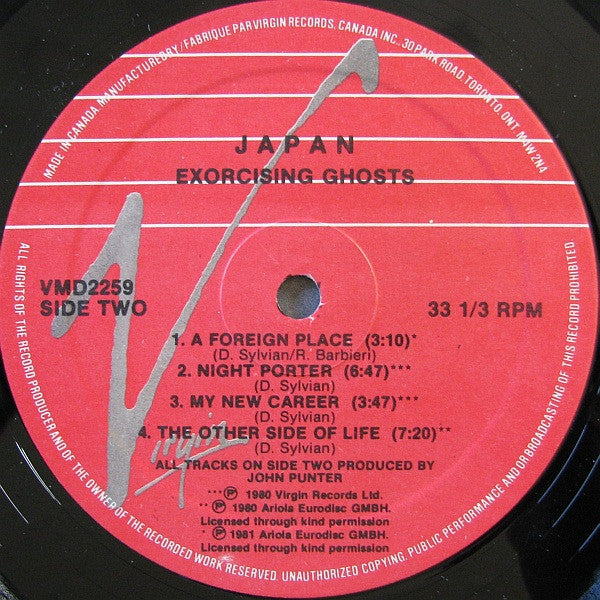 MADE IN CANADA MANUFACTURED BY / FABRIQUE PAR VIRGIN RECORDS, CANADA INC., 30 PARK ROAD, TORONTO, ONT. M4W 2N4
JAPAN
EXORCISING GHOSTS
VMD2259
SIDE TWO
33 1/3 RPM
1. A FOREIGN PLACE (3:10)*
(D. Sylvian/R. Barbieri)
2. NIGHT PORTER (6:47)***
(D. Sylvian)
3. MY NEW CAREER (3:47)***
(D. Sylvian)
4. THE OTHER SIDE OF LIFE (7:20)**
(D. Sylvian)
Virgin
ALL TRACKS ON SIDE TWO PRODUCED BY
JOHN PUNTER
***℗ 1980 Virgin Records Ltd.
**℗ 1980 Ariola Eurodisc GMBH.
Licensed through kind permission
*℗ 1981 Ariola Eurodisc GMBH.
Licensed through kind permission
ALL RIGHTS OF THE RECORD PRODUCER AND OF THE OWNER OF THE RECORDED WORK RESERVED. UNAUTHORIZED COPYING, PUBLIC PERFORMANCE AND/OR BROADCASTING OF THIS RECORD PROHIBITED.